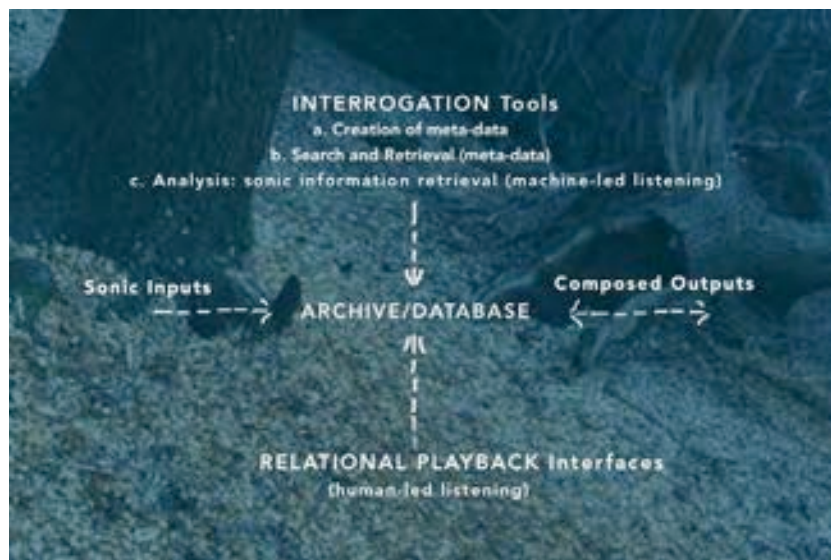 INTERROGATION Tools
a. Creation of meta-data
b. Search and Retrieval (meta-data)
c. Analysis: sonic information retrieval (machine-led listening)
Sonic Inputs
Composed Outputs
ARCHIVE/DATABASE
RELATIONAL PLAYBACK Interfaces
(human-led listening)